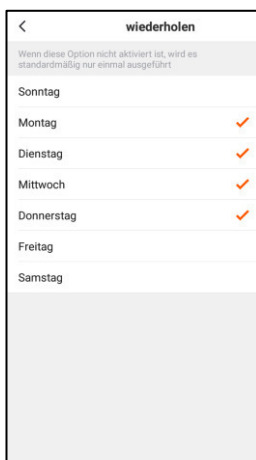 wiederholen
Wenn diese Option nicht aktiviert ist, wird es
standardmäßig nur einmal ausgeführt
Sonntag
Montag
Dienstag
Mittwoch
Donnerstag
Freitag
Samstag